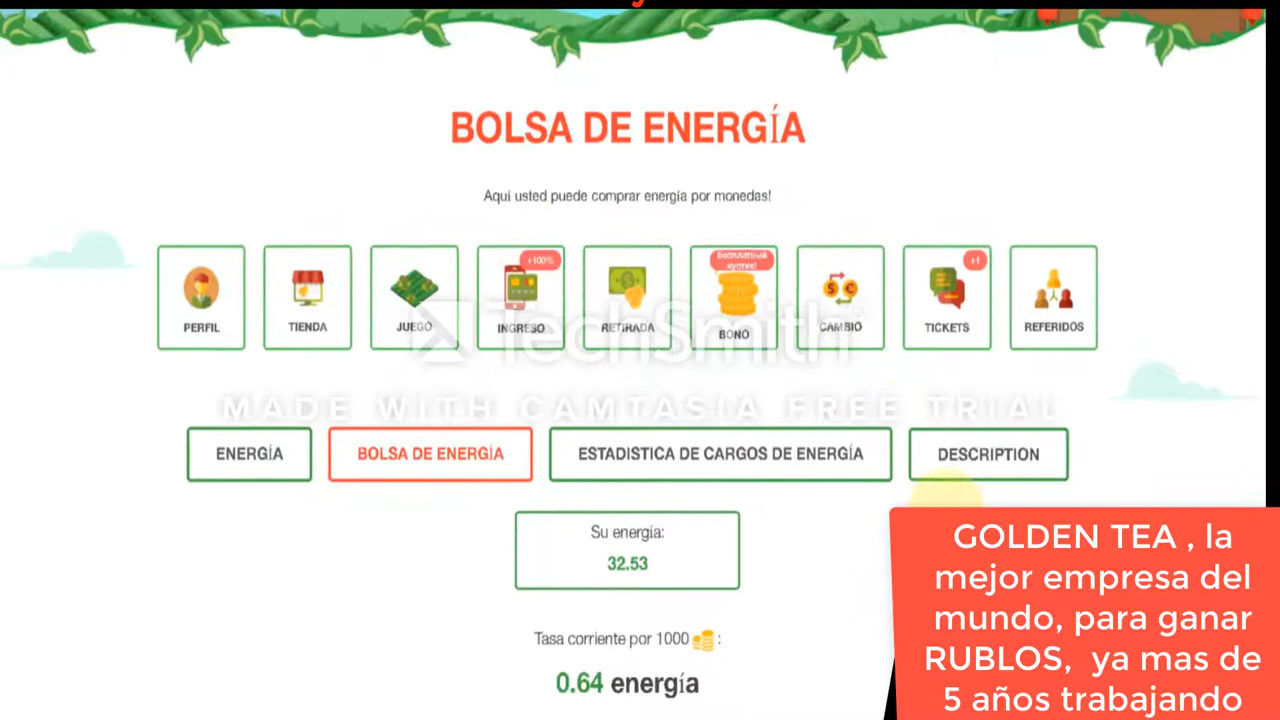 BOLSA DE ENERGÍA
Aquí usted puede comprar energía por monedas!
+100%
Бесплатный
кустик!
+1
PERFIL
TIENDA
JUEGO
INGRESO
RETIRADA
BONO
CAMBIO
TICKETS
REFERIDOS
TechSmith
MADE WITH CAMTASIA FREE TRIAL
ENERGÍA
BOLSA DE ENERGÍA
ESTADISTICA DE CARGOS DE ENERGÍA
DESCRIPTION
Su energía:
32.53
Tasa corriente por 1000 :
0.64 energía
GOLDEN TEA , la
mejor empresa del
mundo, para ganar
RUBLOS, ya mas de
5 años trabajando